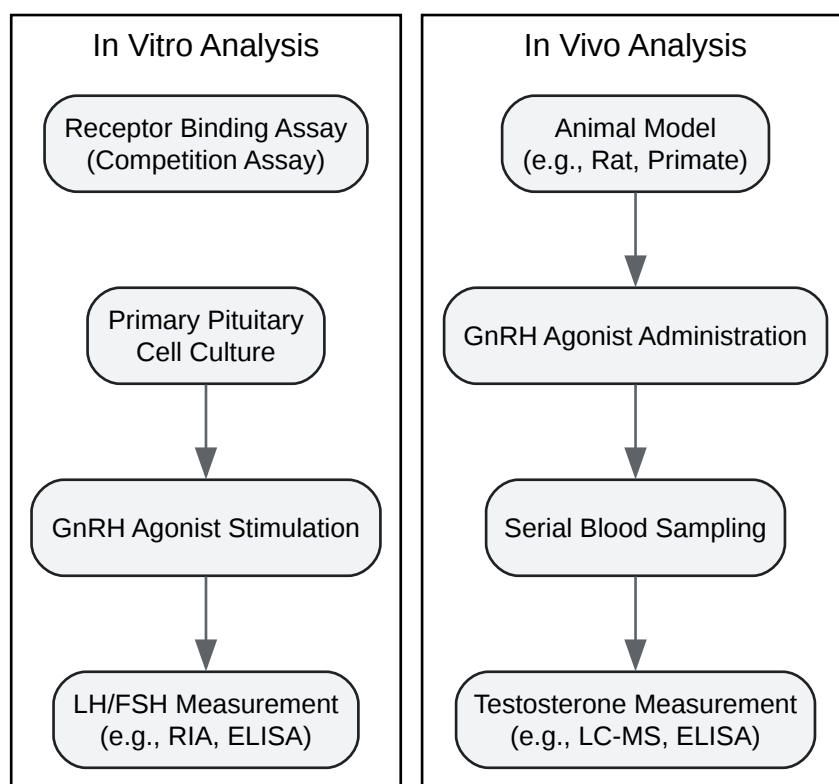 In Vitro Analysis
Receptor Binding Assay
(Competition Assay)
Primary Pituitary
Cell Culture
GnRH Agonist Stimulation
LH/FSH Measurement
(e.g., RIA, ELISA)
In Vivo Analysis
Animal Model
(e.g., Rat, Primate)
GnRH Agonist Administration
Serial Blood Sampling
Testosterone Measurement
(e.g., LC-MS, ELISA)